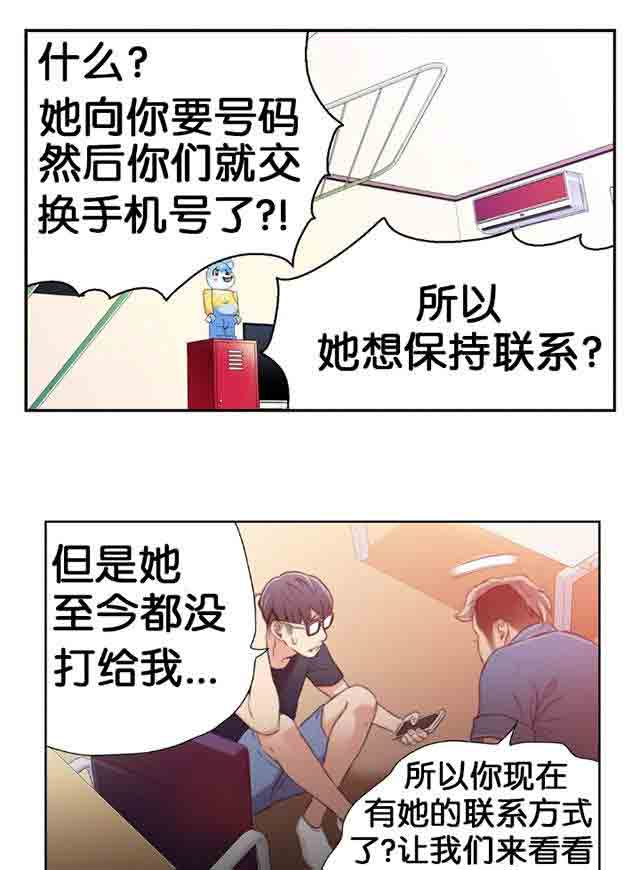 什么?
她向你要号码
然后你们就交
换手机号了?!
所以
她想保持联系?
但是她
至今都没
打给我...
所以你现在
有她的联系方式
了?让我们来看看